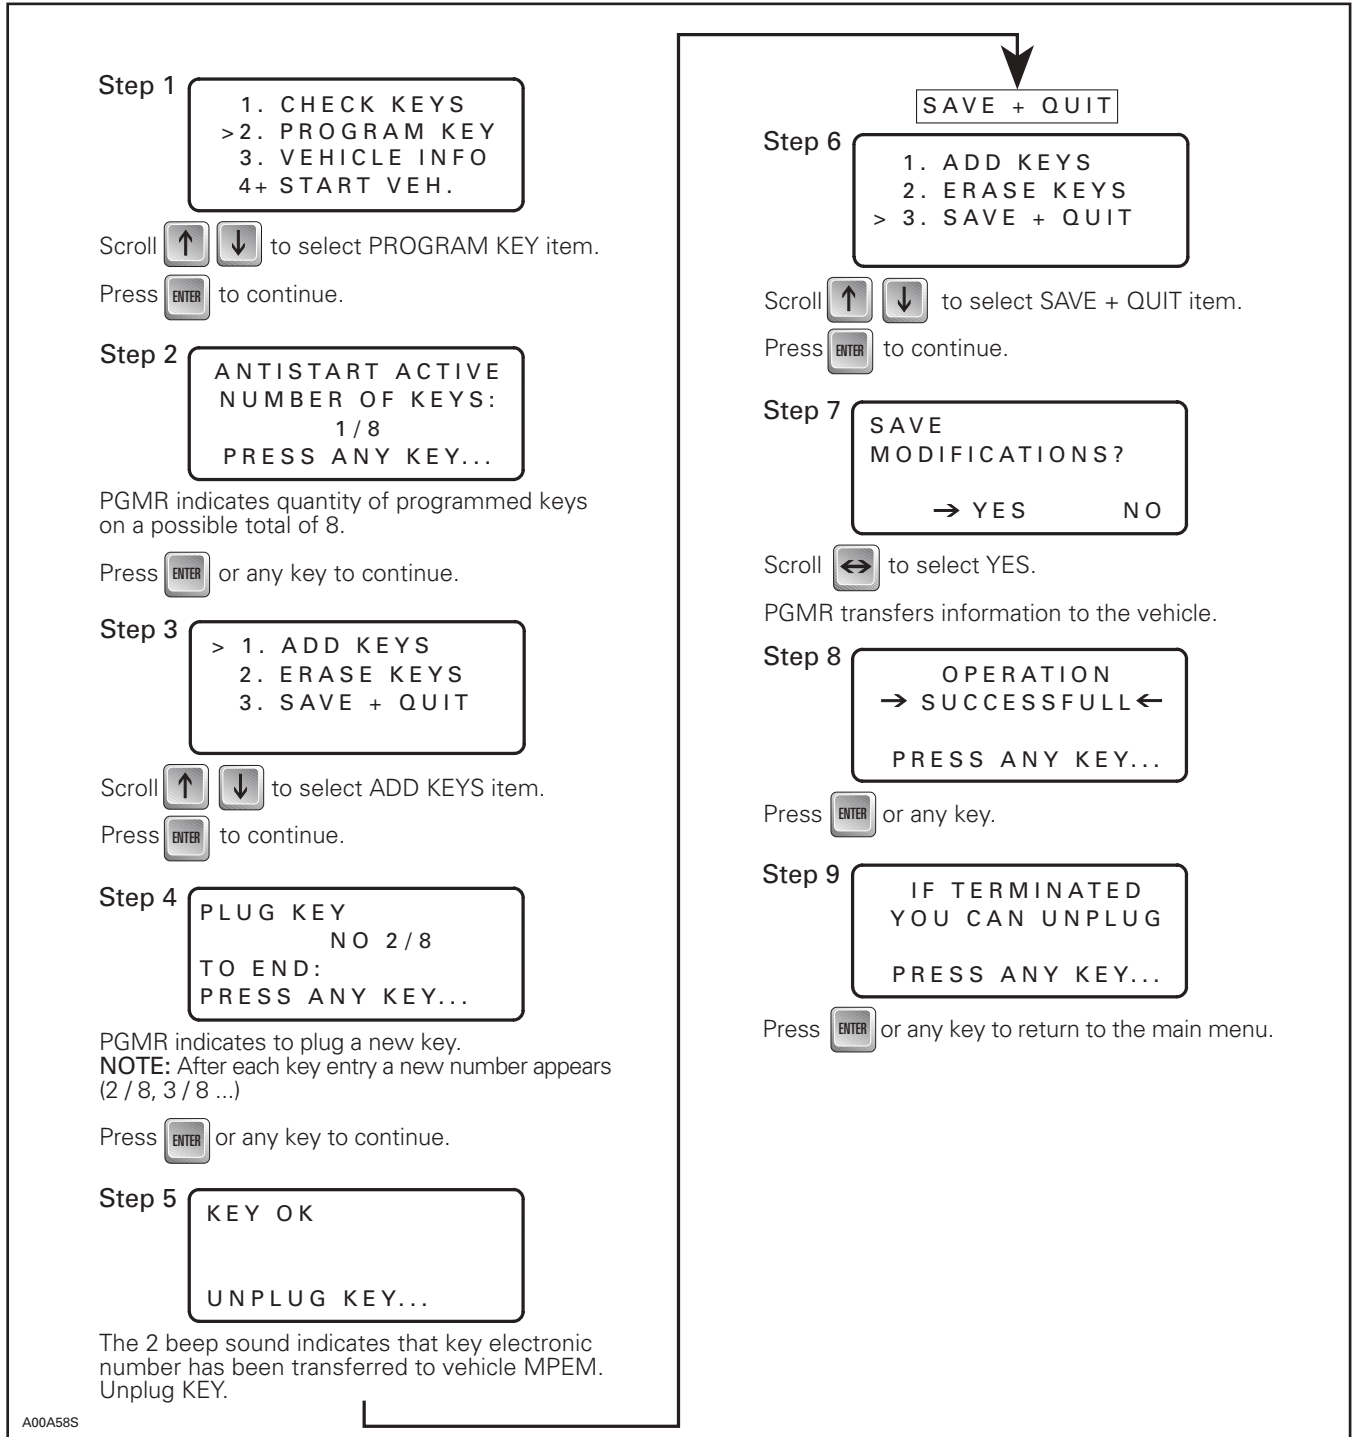 Step 1
1. CHECK KEYS
>2. PROGRAM KEY
3. VEHICLE INFO
4+ START VEH.
Scroll ↑ ↓ to select PROGRAM KEY item.
Press ENTER to continue.
Step 2
ANTISTART ACTIVE
NUMBER OF KEYS:
1/8
PRESS ANY KEY...
PGMR indicates quantity of programmed keys
on a possible total of 8.
Press ENTER or any key to continue.
Step 3
> 1. ADD KEYS
2. ERASE KEYS
3. SAVE + QUIT
Scroll ↑ ↓ to select ADD KEYS item.
Press ENTER to continue.
Step 4
PLUG KEY
NO 2/8
TO END:
PRESS ANY KEY...
PGMR indicates to plug a new key.
NOTE: After each key entry a new number appears
(2 / 8, 3 / 8 ...)
Press ENTER or any key to continue.
Step 5
KEY OK
UNPLUG KEY...
The 2 beep sound indicates that key electronic
number has been transferred to vehicle MPEM.
Unplug KEY.
A00A58S
SAVE + QUIT
Step 6
1. ADD KEYS
2. ERASE KEYS
> 3. SAVE + QUIT
Scroll ↑ ↓ to select SAVE + QUIT item.
Press ENTER to continue.
Step 7
SAVE
MODIFICATIONS?
→ YES NO
Scroll ↔ to select YES.
PGMR transfers information to the vehicle.
Step 8
OPERATION
→ SUCCESSFULL ←
PRESS ANY KEY...
Press ENTER or any key.
Step 9
IF TERMINATED
YOU CAN UNPLUG
PRESS ANY KEY...
Press ENTER or any key to return to the main menu.